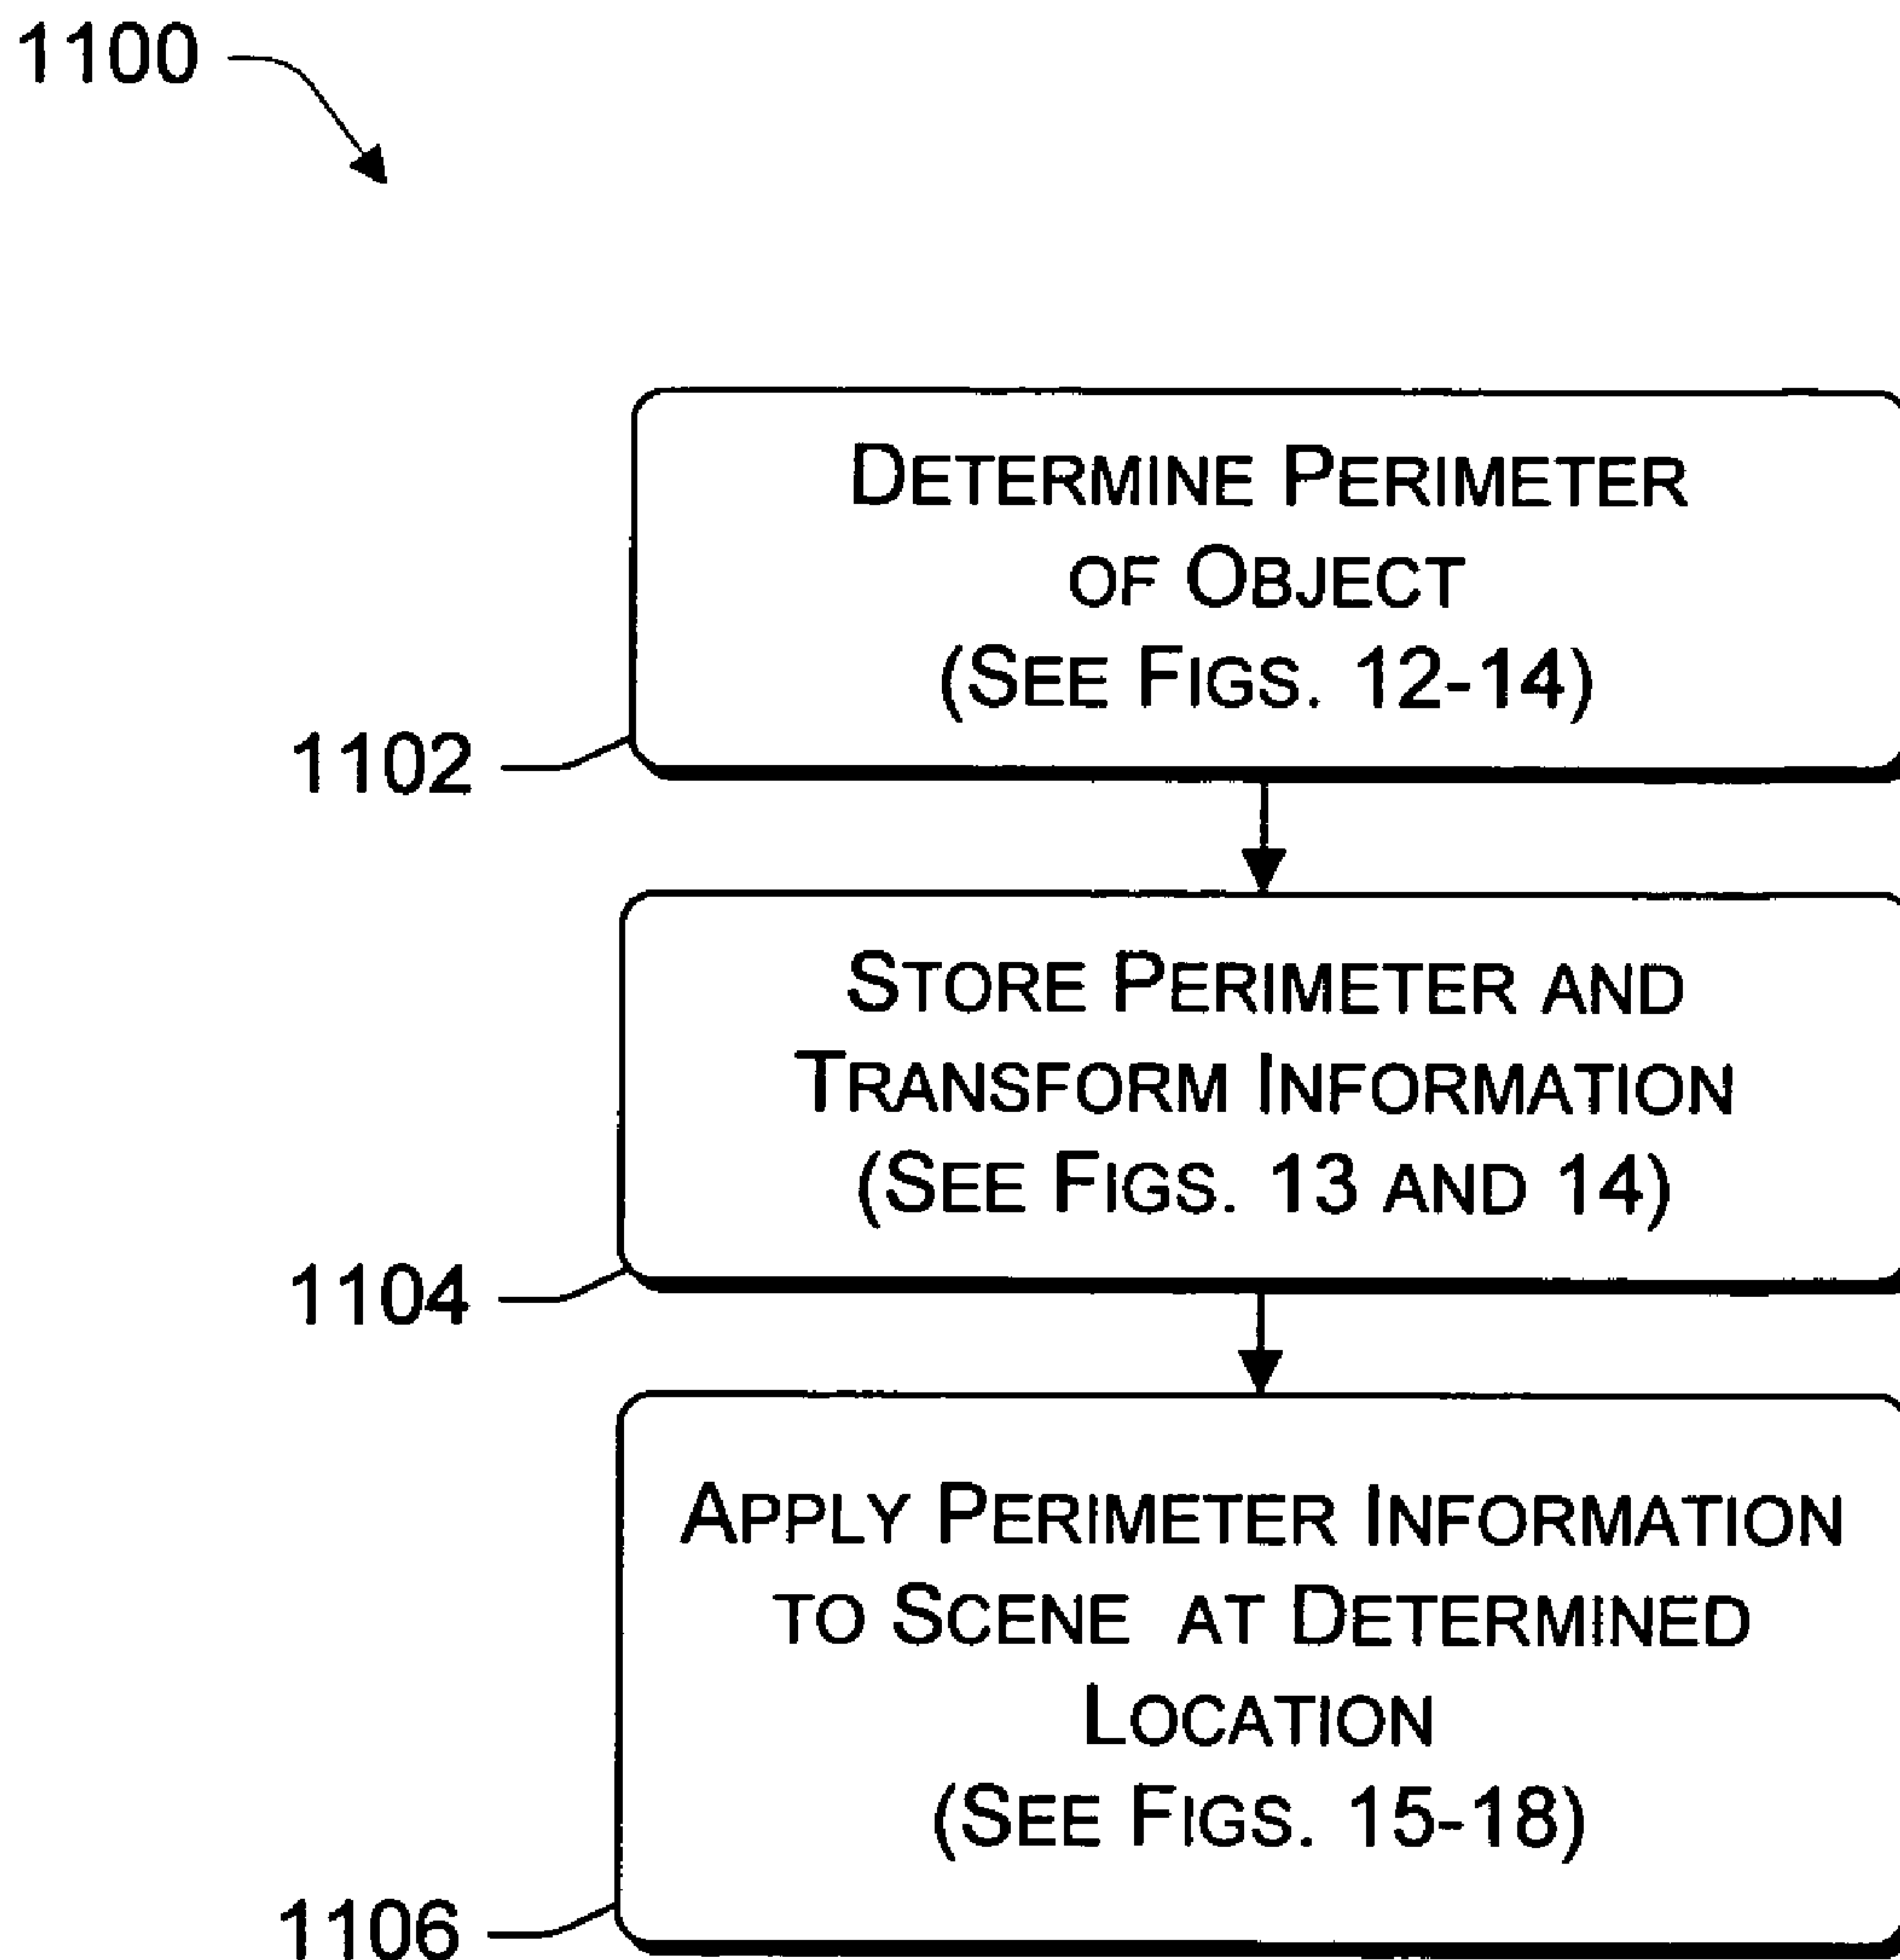 1100
DETERMINE PERIMETER
OF OBJECT
(SEE FIGS. 12-14)
1102
STORE PERIMETER AND
TRANSFORM INFORMATION
(SEE FIGS. 13 AND 14)
1104
APPLY PERIMETER INFORMATION
TO SCENE AT DETERMINED
LOCATION
(SEE FIGS. 15-18)
1106